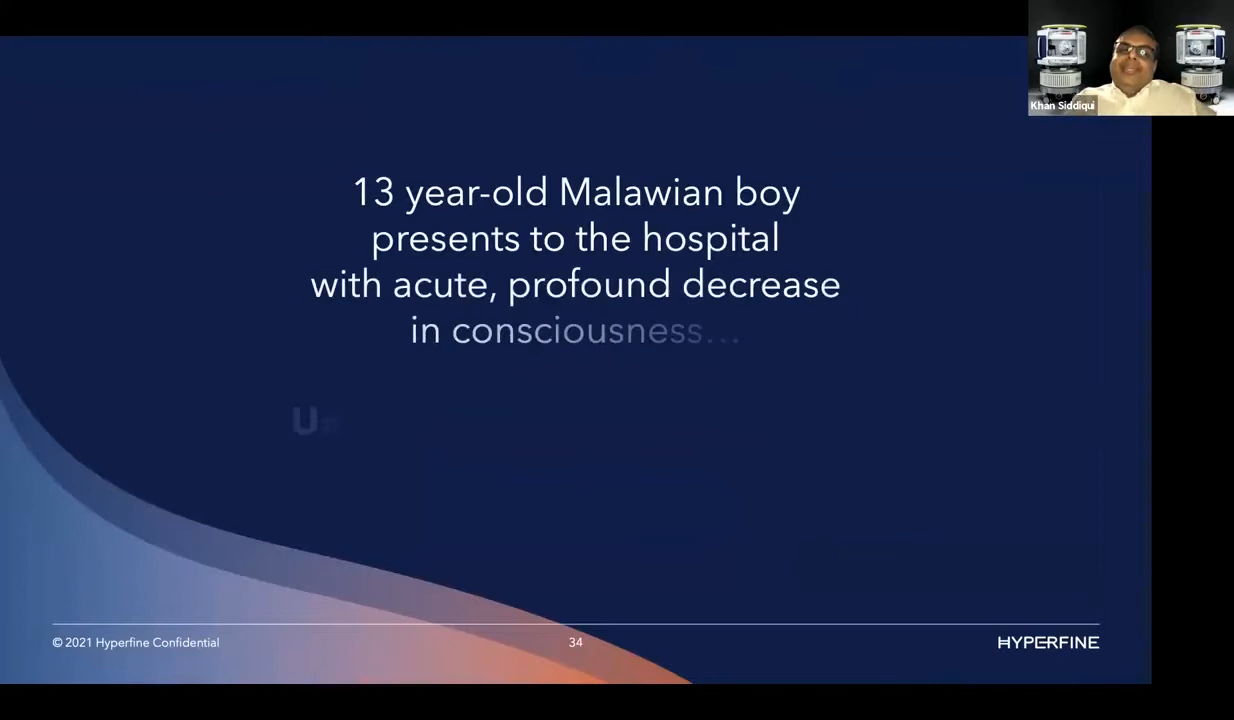 Khan Siddiqui
13 year-old Malawian boy
presents to the hospital
with acute, profound decrease
in consciousness...
© 2021 Hyperfine Confidential
34
HYPERFINE